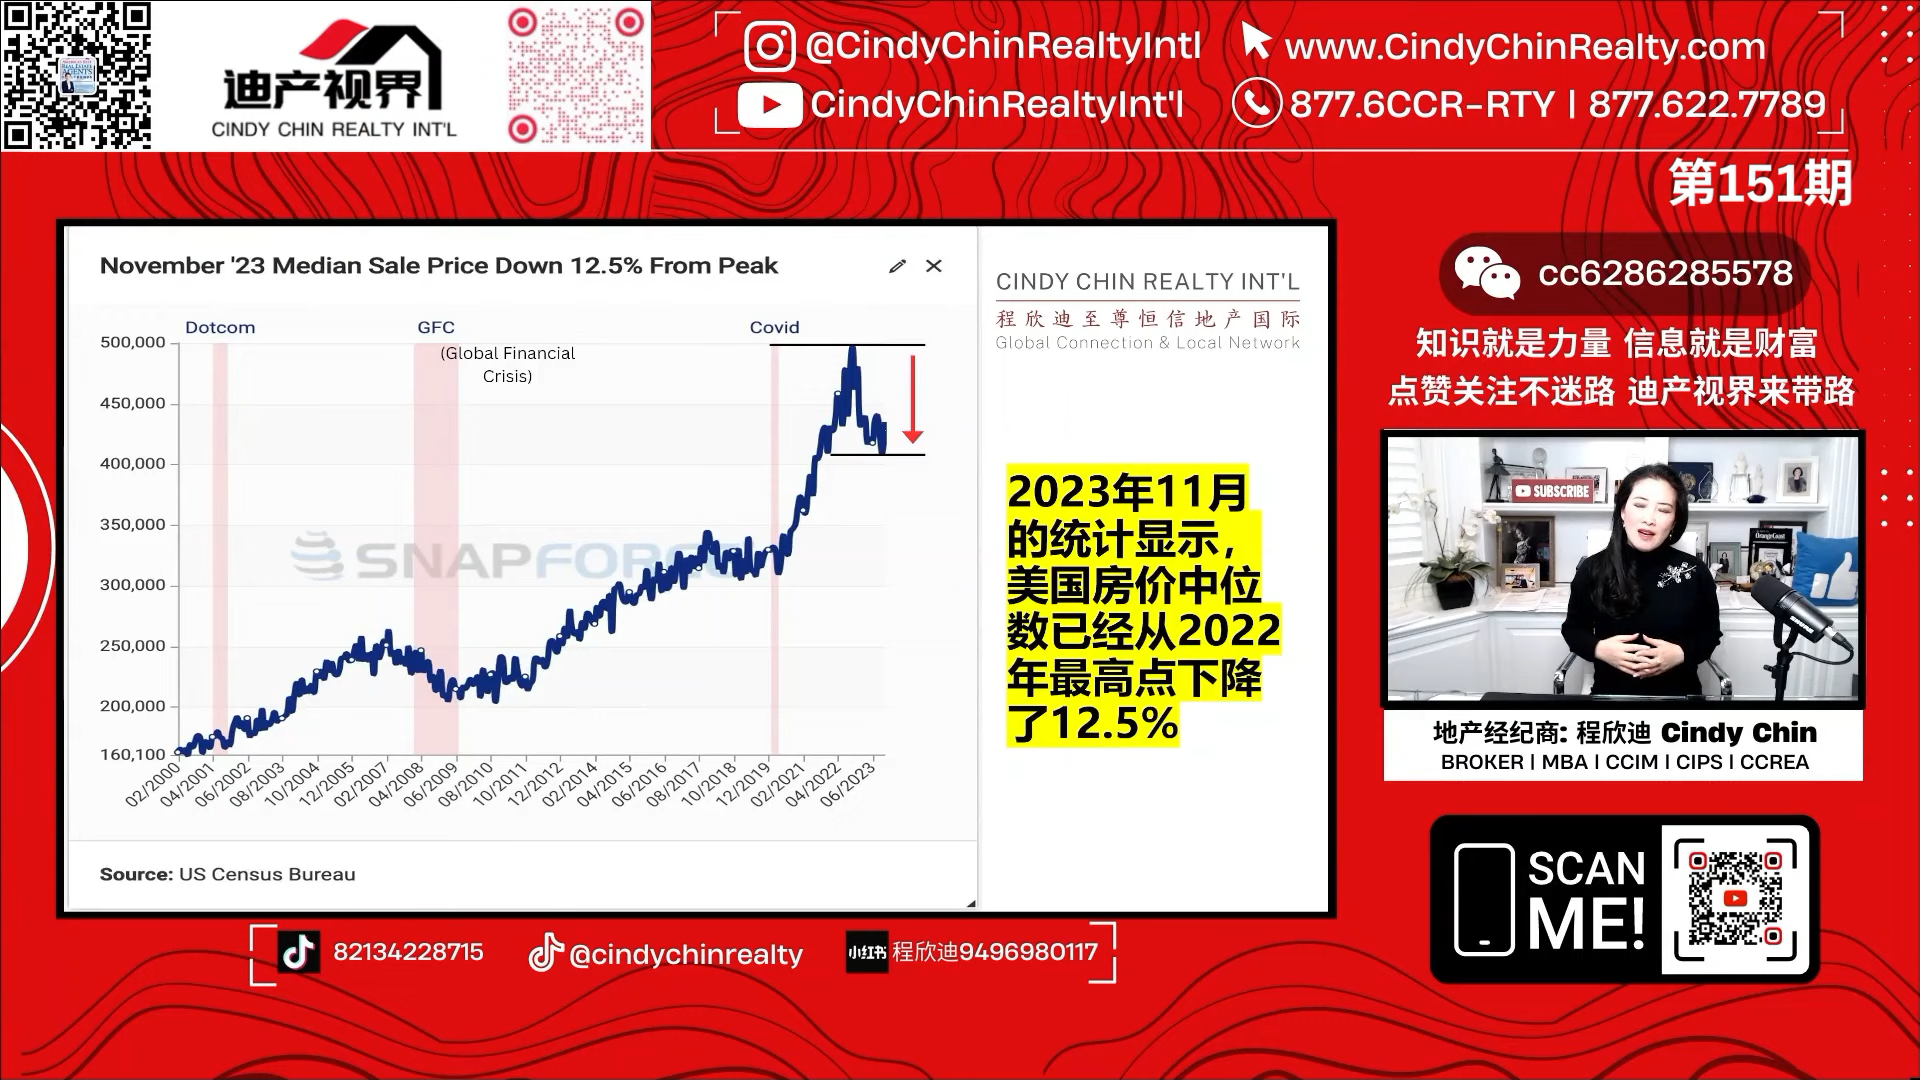 迪产视界
CINDY CHIN REALTY INT'L
@CindyChinRealtyIntl
www.CindyChinRealty.com
CindyChinRealtyInt'l
877.6CCR-RTY | 877.622.7789
第151期
November '23 Median Sale Price Down 12.5% From Peak
Dotcom
GFC
Covid
(Global Financial
Crisis)
500,000
450,000
400,000
350,000
300,000
250,000
200,000
160,100
SNAPFOR
02/2000
04/2001
06/2002
08/2003
10/2004
12/2005
02/2007
04/2008
06/2009
08/2010
10/2011
12/2012
02/2014
04/2015
06/2016
08/2017
10/2018
12/2019
02/2021
04/2022
06/2023
Source: US Census Bureau
CINDY CHIN REALTY INT'L
程欣迪至尊恒信地产国际
Global Connection & Local Network
2023年11月
的统计显示，
美国房价中位
数已经从2022
年最高点下降
了12.5%
cc6286285578
知识就是力量 信息就是财富
点赞关注不迷路 迪产视界来带路
SUBSCRIBE
地产经纪商: 程欣迪 Cindy Chin
BROKER | MBA | CCIM | CIPS | CCREA
SCAN
ME!
82134228715
@cindychinrealty
小红书
程欣迪9496980117